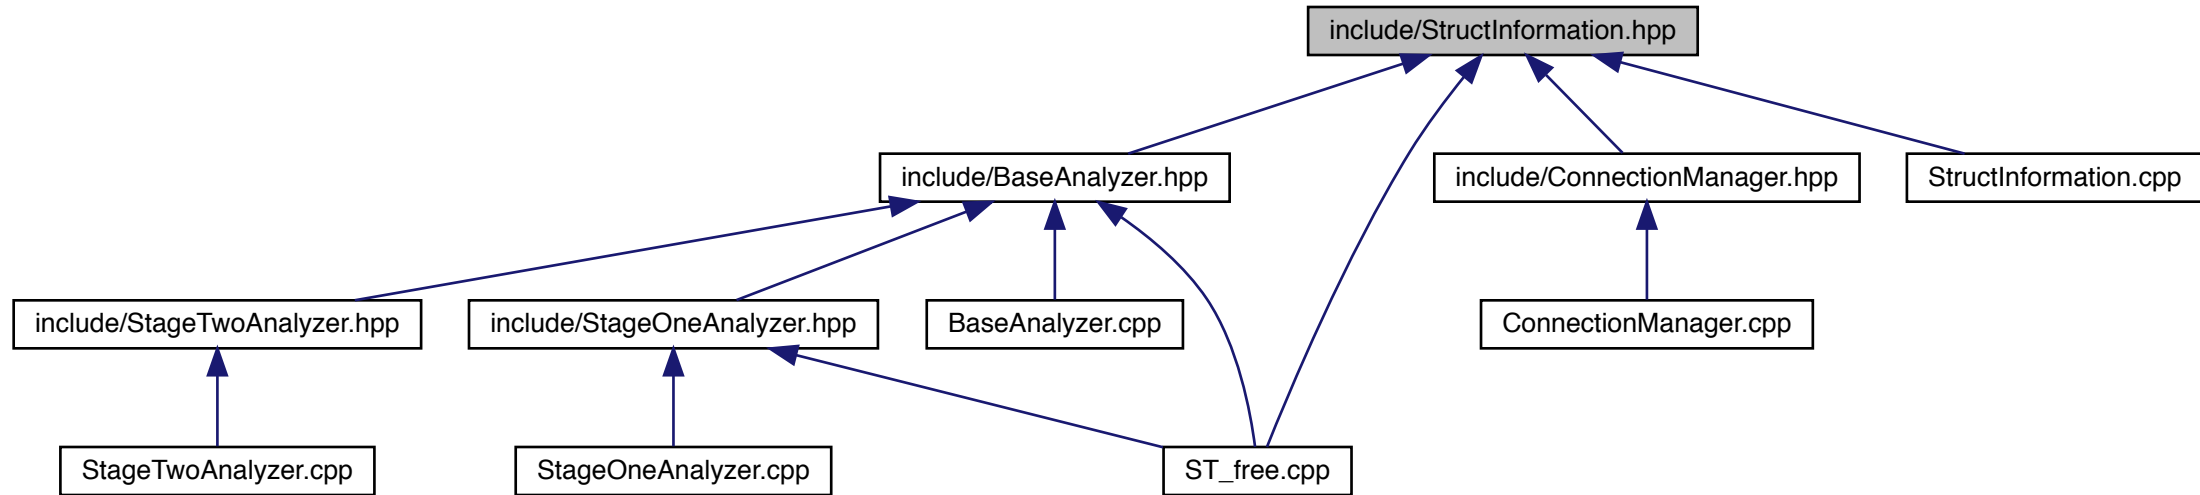 include/StructInformation.hpp
include/BaseAnalyzer.hpp
include/ConnectionManager.hpp
StructInformation.cpp
include/StageTwoAnalyzer.hpp
include/StageOneAnalyzer.hpp
BaseAnalyzer.cpp
ConnectionManager.cpp
StageTwoAnalyzer.cpp
StageOneAnalyzer.cpp
ST_free.cpp